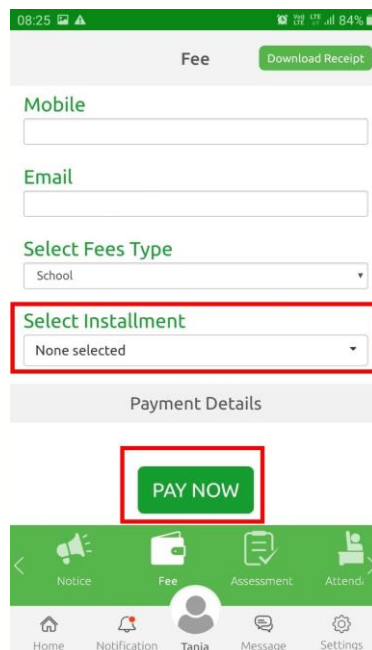 08:25 84%
Fee Download Receipt
Mobile
Email
Select Fees Type
School
Select Installment
None selected
Payment Details
PAY NOW
Notice Fee Assessment Attend
Home Notification Tania Message Settings